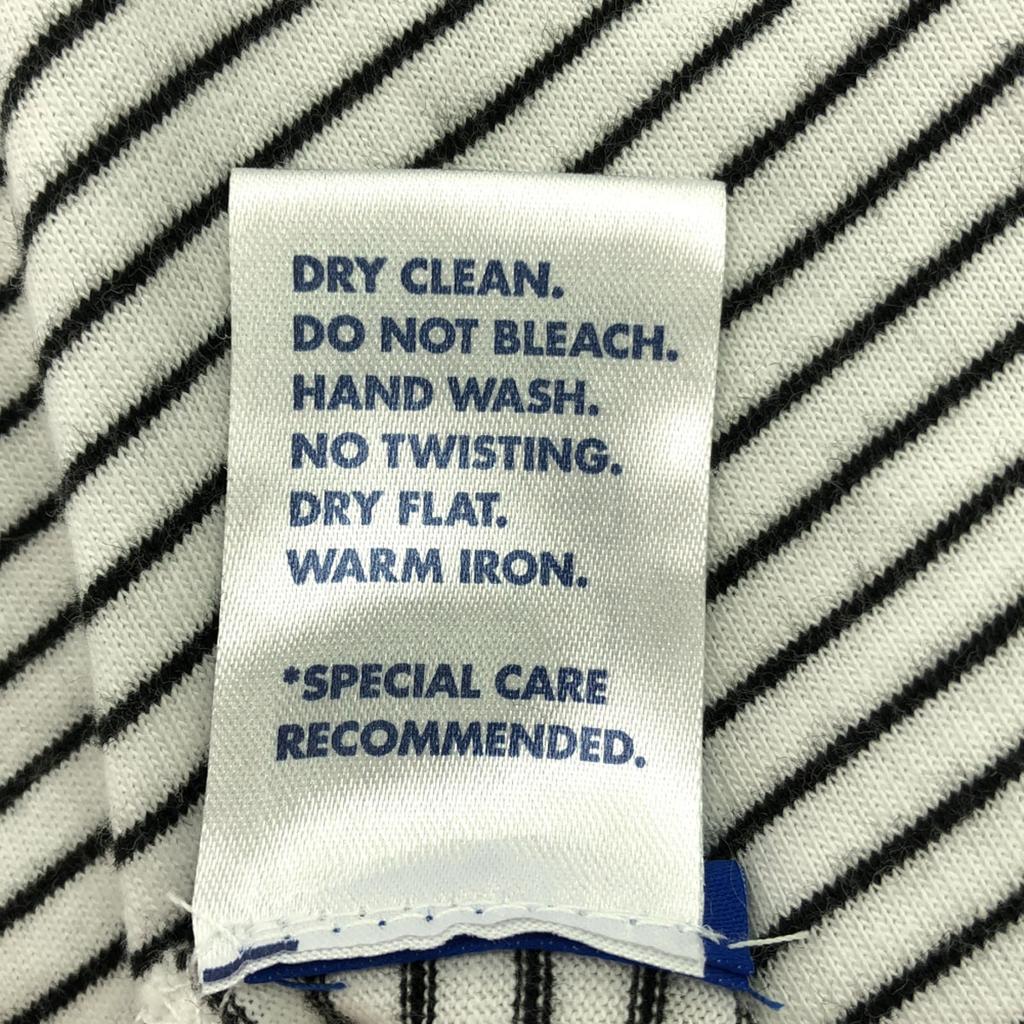 DRY CLEAN.
DO NOT BLEACH.
HAND WASH.
NO TWISTING.
DRY FLAT.
WARM IRON.
*SPECIAL CARE
RECOMMENDED.